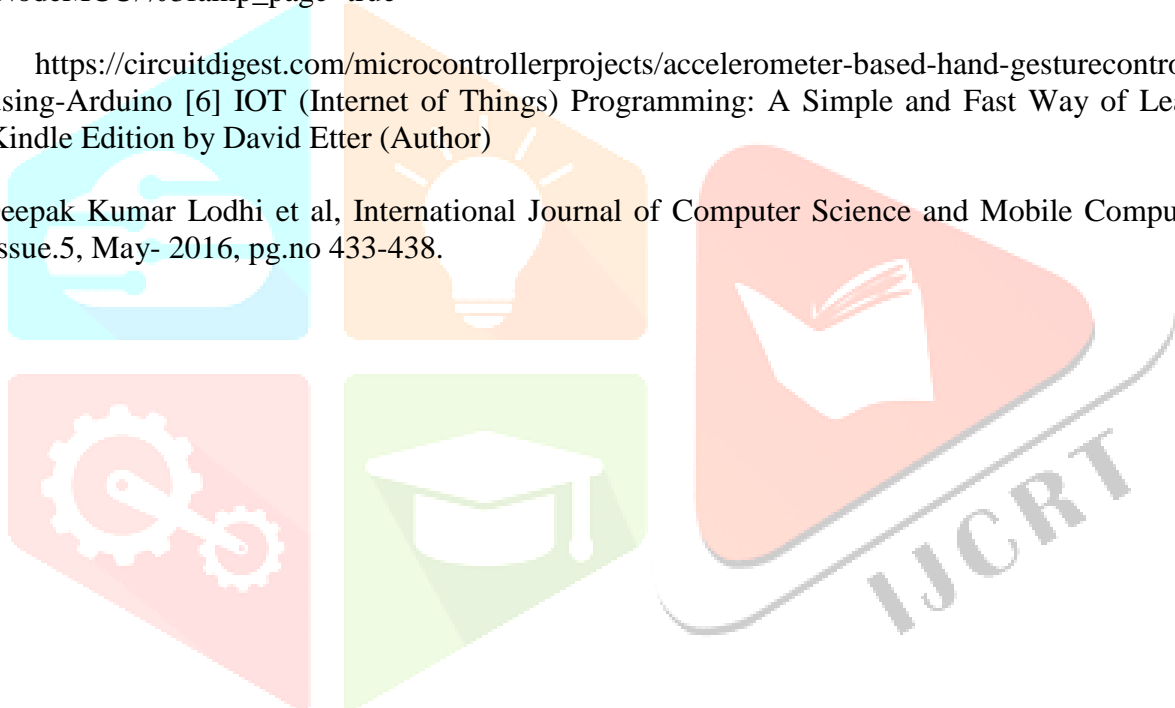 https://circuitdigest.com/microcontrollerprojects/accelerometer-based-hand-gesturecontro
sing-Arduino [6] IOT (Internet of Things) Programming: A Simple and Fast Way of Lea
Kindle Edition by David Etter (Author)
eepak Kumar Lodhi et al, International Journal of Computer Science and Mobile Compu
ssue.5, May- 2016, pg.no 433-438.
IJCRT